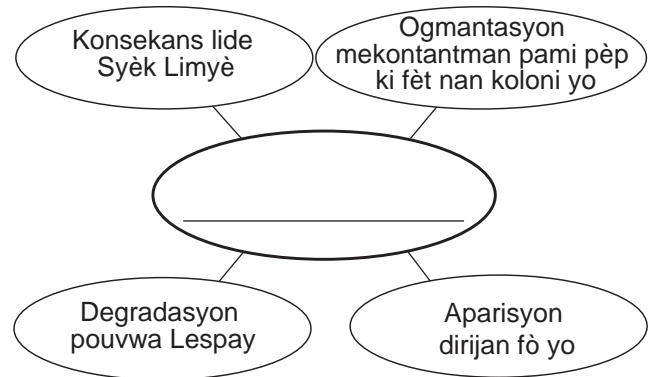 Konsekans lide
Syèk Limyè
Ogmantasyon
mekontantman pami pèp
ki fèt nan koloni yo
Degradasyon
pouvwa Lespay
Aparisyon
dirijan fò yo